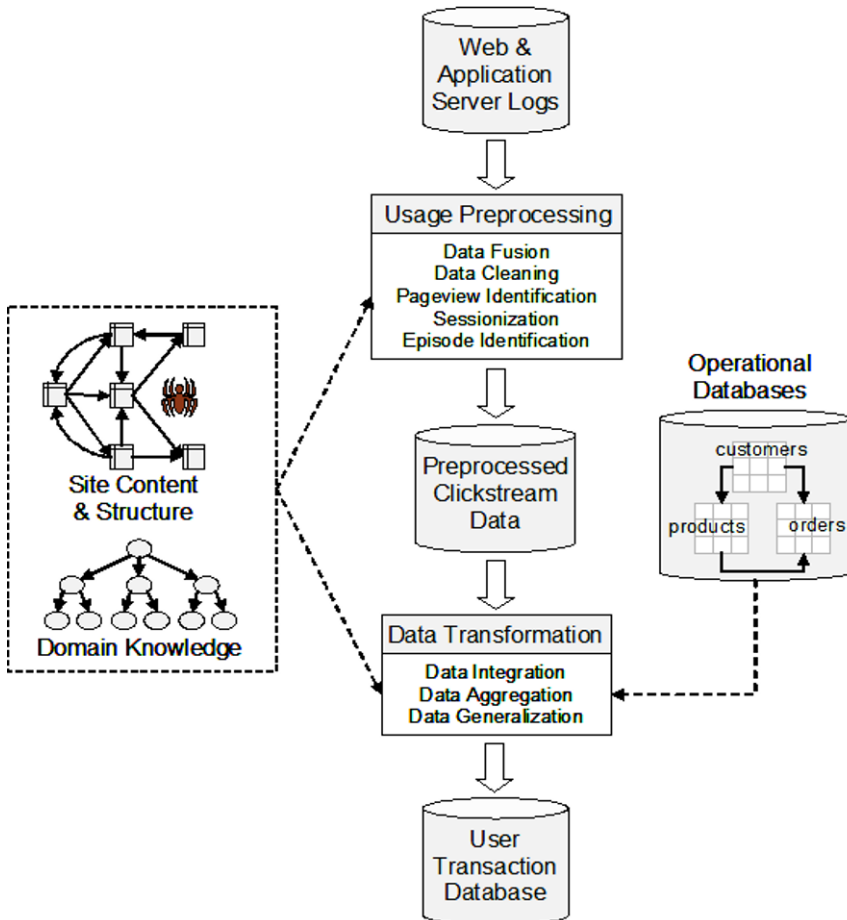 Web &
Application
Server Logs
Usage Preprocessing
Data Fusion
Data Cleaning
Pageview Identification
Sessionization
Episode Identification
Site Content
& Structure
Domain Knowledge
Preprocessed
Clickstream
Data
Operational
Databases
customers
products
orders
Data Transformation
Data Integration
Data Aggregation
Data Generalization
User
Transaction
Database